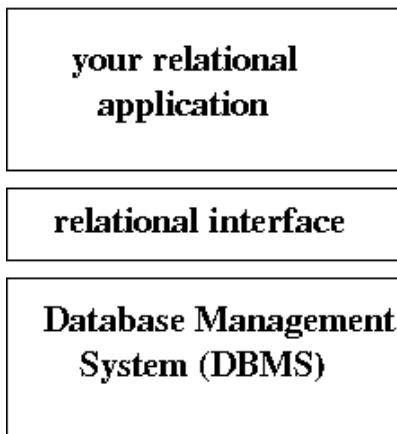 your relational
application
relational interface
Database Management
System (DBMS)